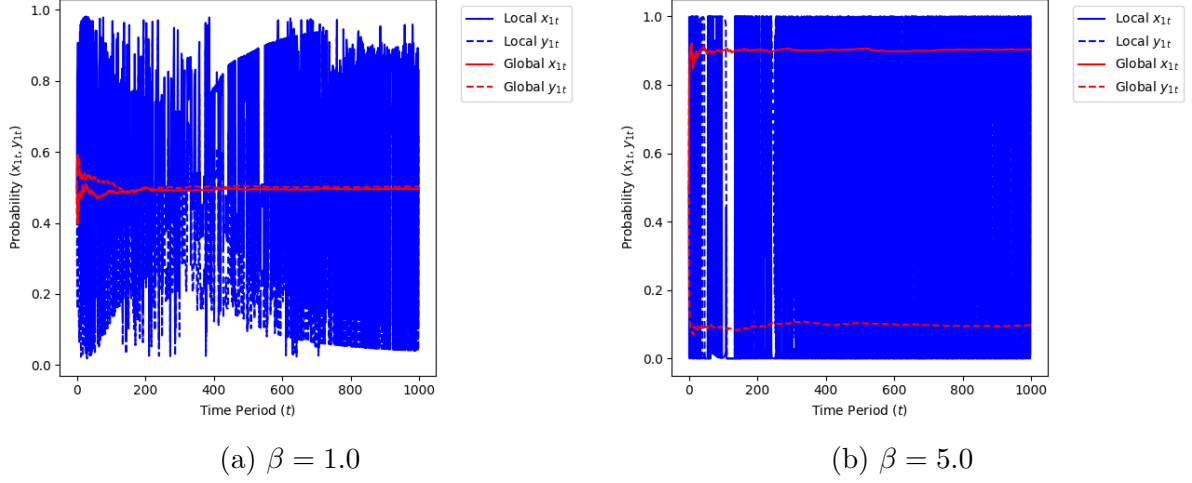 1.0
0.8
0.6
0.4
0.2
0.0
Probability (x₁ₜ, y₁ₜ)
0 200 400 600 800 1000
Time Period (t)
Local x₁ₜ
Local y₁ₜ
Global x₁ₜ
Global y₁ₜ
(a) β = 1.0
1.0
0.8
0.6
0.4
0.2
0.0
Probability (x₁ₜ, y₁ₜ)
0 200 400 600 800 1000
Time Period (t)
Local x₁ₜ
Local y₁ₜ
Global x₁ₜ
Global y₁ₜ
(b) β = 5.0